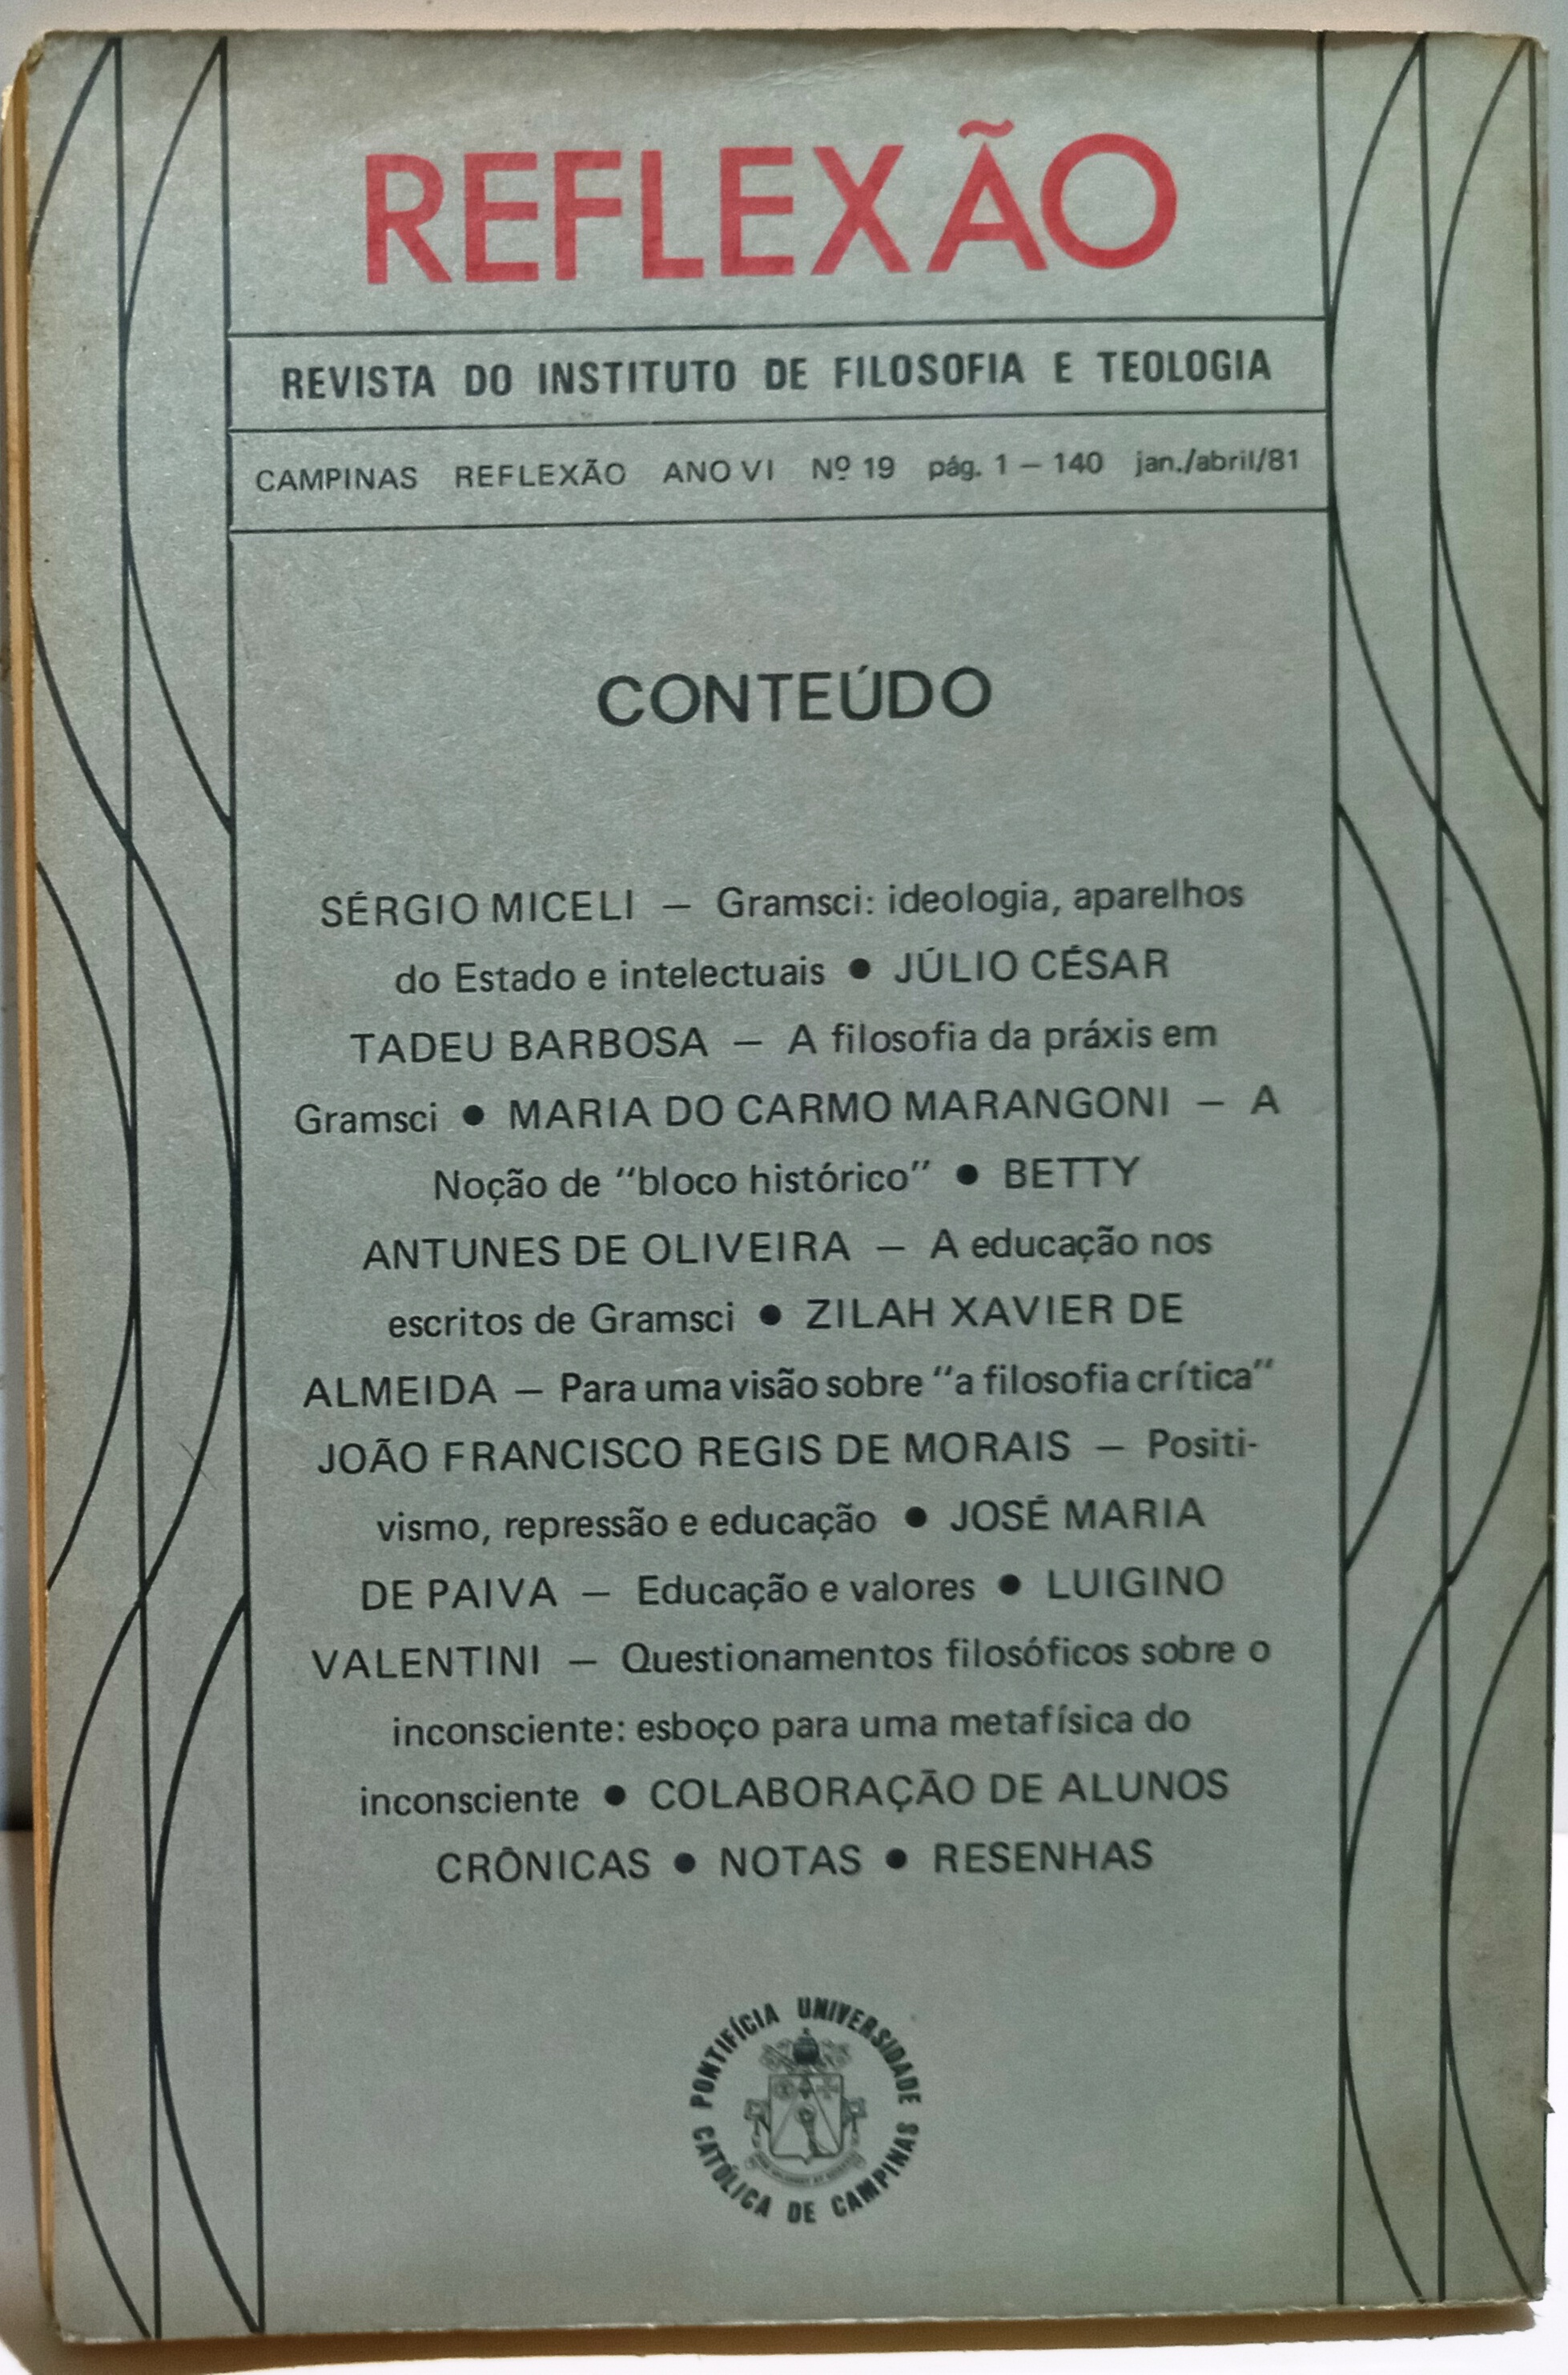 REFLEXÃO
REVISTA DO INSTITUTO DE FILOSOFIA E TEOLOGIA
CAMPINAS REFLEXÃO ANO VI Nº 19 pág. 1 – 140 jan./abril/81
CONTEÚDO
SÉRGIO MICELI — Gramsci: ideologia, aparelhos
do Estado e intelectuais ● JÚLIO CÉSAR
TADEU BARBOSA — A filosofia da práxis em
Gramsci ● MARIA DO CARMO MARANGONI — A
Noção de "bloco histórico" ● BETTY
ANTUNES DE OLIVEIRA — A educação nos
escritos de Gramsci ● ZILAH XAVIER DE
ALMEIDA — Para uma visão sobre "a filosofia crítica"
JOÃO FRANCISCO REGIS DE MORAIS — Positi-
vismo, repressão e educação ● JOSÉ MARIA
DE PAIVA — Educação e valores ● LUIGINO
VALENTINI — Questionamentos filosóficos sobre o
inconsciente: esboço para uma metafísica do
inconsciente ● COLABORAÇÃO DE ALUNOS
CRÔNICAS ● NOTAS ● RESENHAS
PONTIFÍCIA UNIVERSIDADE
CATÓLICA DE CAMPINAS